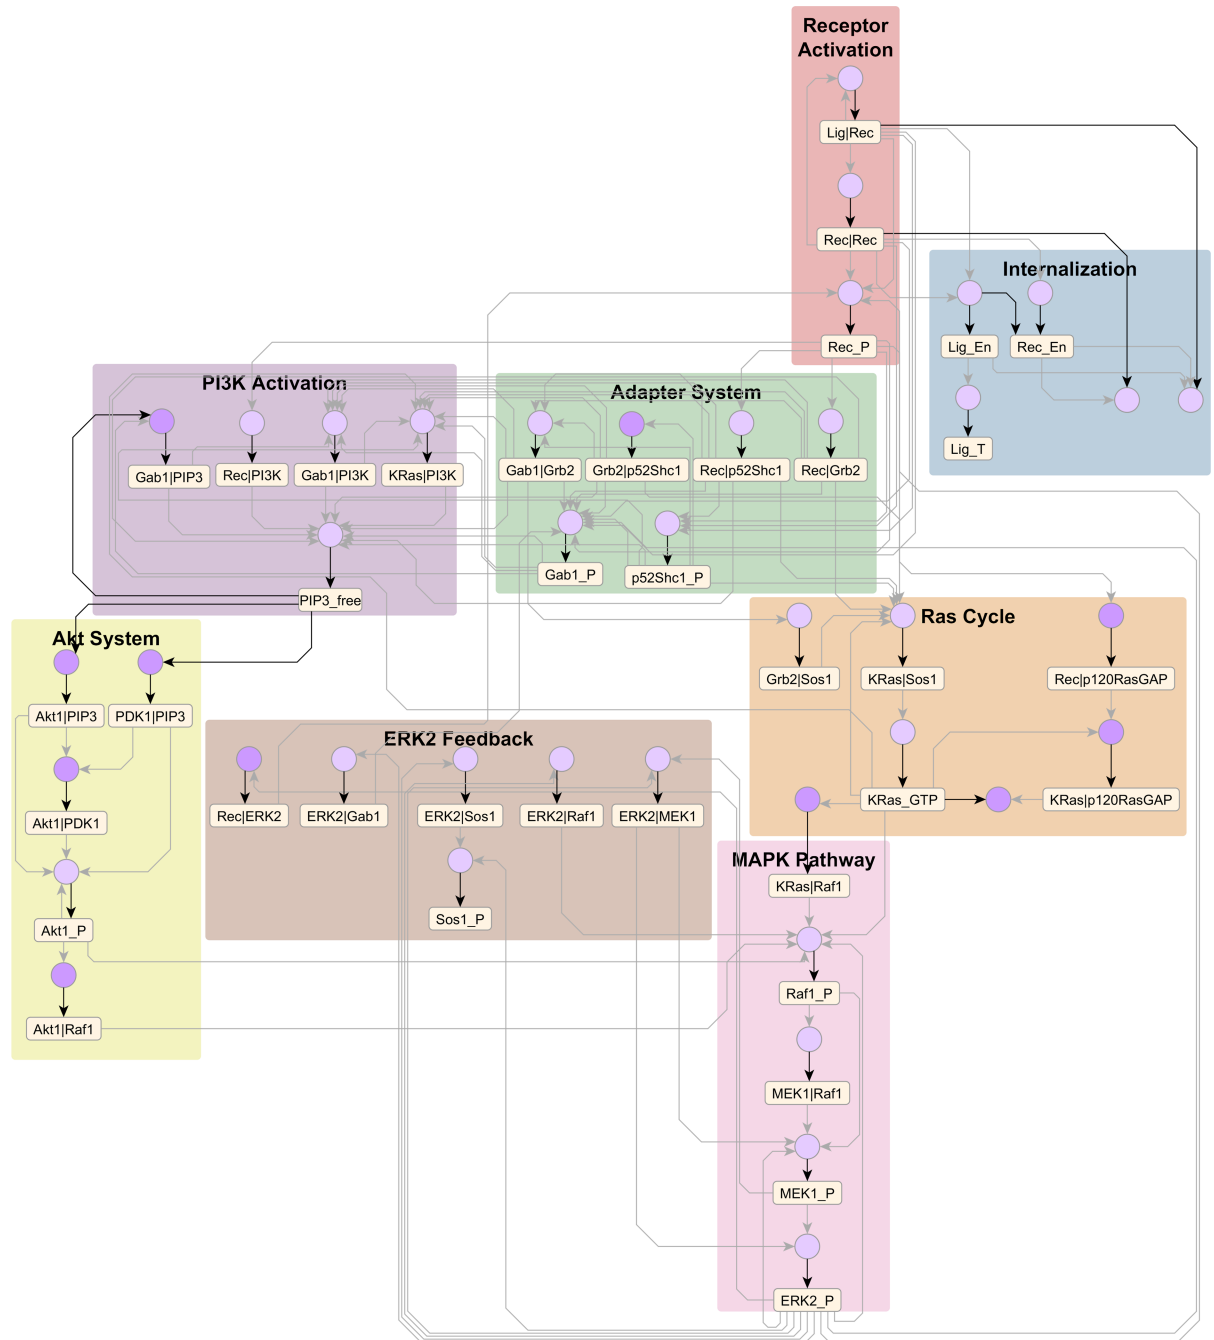 Receptor
Activation
Lig|Rec
Rec|Rec
Rec_P
Internalization
Lig_En
Rec_En
Lig_T
PI3K Activation
Gab1|PIP3
Rec|PI3K
Gab1|PI3K
KRas|PI3K
PIP3_free
Adapter System
Gab1|Grb2
Grb2|p52Shc1
Rec|p52Shc1
Rec|Grb2
Gab1_P
p52Shc1_P
Ras Cycle
Grb2|Sos1
KRas|Sos1
Rec|p120RasGAP
KRas_GTP
KRas|p120RasGAP
Akt System
Akt1|PIP3
PDK1|PIP3
Akt1|PDK1
Akt1_P
Akt1|Raf1
ERK2 Feedback
Rec|ERK2
ERK2|Gab1
ERK2|Sos1
ERK2|Raf1
ERK2|MEK1
Sos1_P
MAPK Pathway
KRas|Raf1
Raf1_P
MEK1|Raf1
MEK1_P
ERK2_P